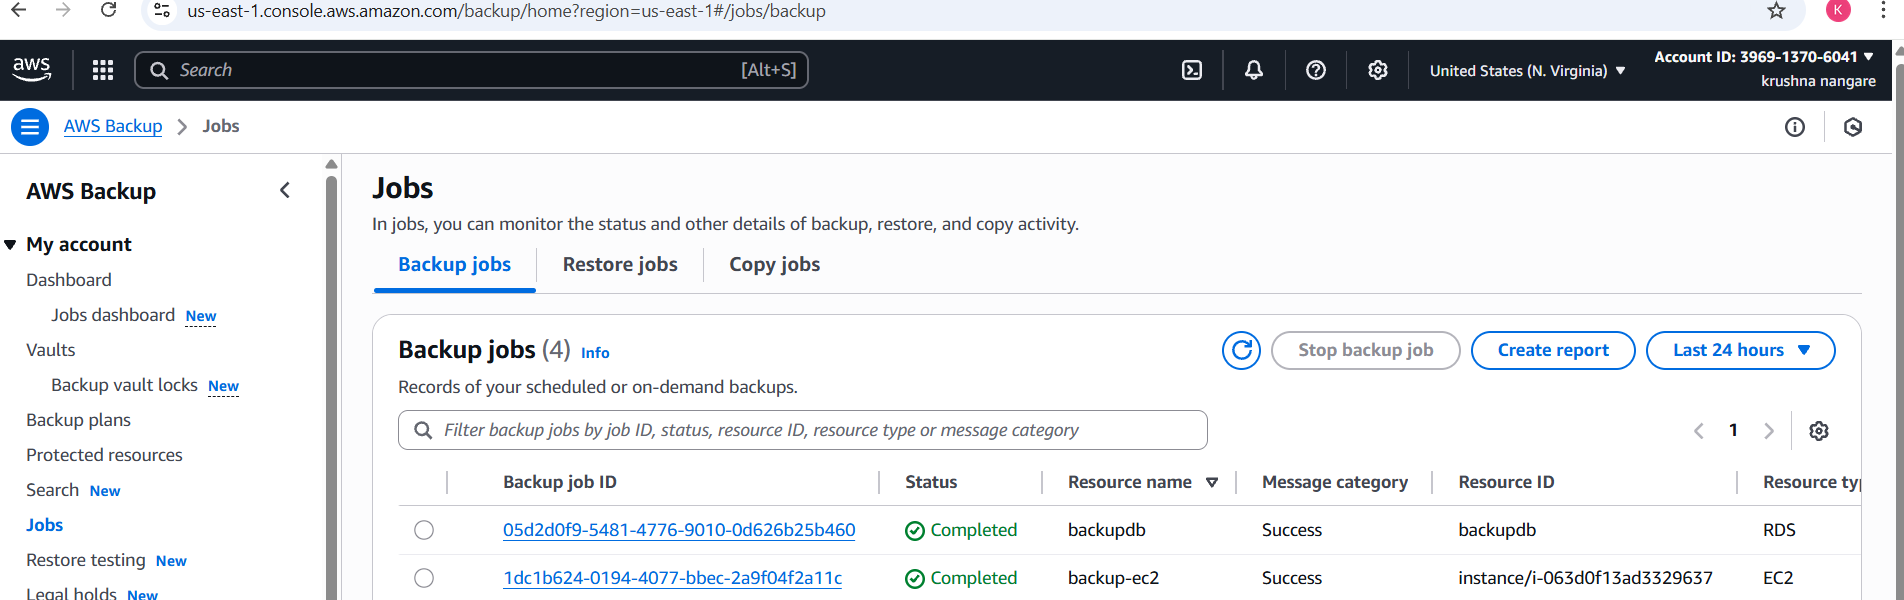 us-east-1.console.aws.amazon.com/backup/home?region=us-east-1#/jobs/backup
K
aws
Search
[Alt+S]
United States (N. Virginia)
Account ID: 3969-1370-6041
krushna nangare
AWS Backup > Jobs
AWS Backup
My account
Dashboard
Jobs dashboard New
Vaults
Backup vault locks New
Backup plans
Protected resources
Search New
Jobs
Restore testing New
Legal holds New
Jobs
In jobs, you can monitor the status and other details of backup, restore, and copy activity.
Backup jobs Restore jobs Copy jobs
Backup jobs (4) Info
Stop backup job Create report Last 24 hours
Records of your scheduled or on-demand backups.
Filter backup jobs by job ID, status, resource ID, resource type or message category
1
Backup job ID Status Resource name Message category Resource ID Resource ty
05d2d0f9-5481-4776-9010-0d626b25b460 Completed backupdb Success backupdb RDS
1dc1b624-0194-4077-bbec-2a9f04f2a11c Completed backup-ec2 Success instance/i-063d0f13ad3329637 EC2